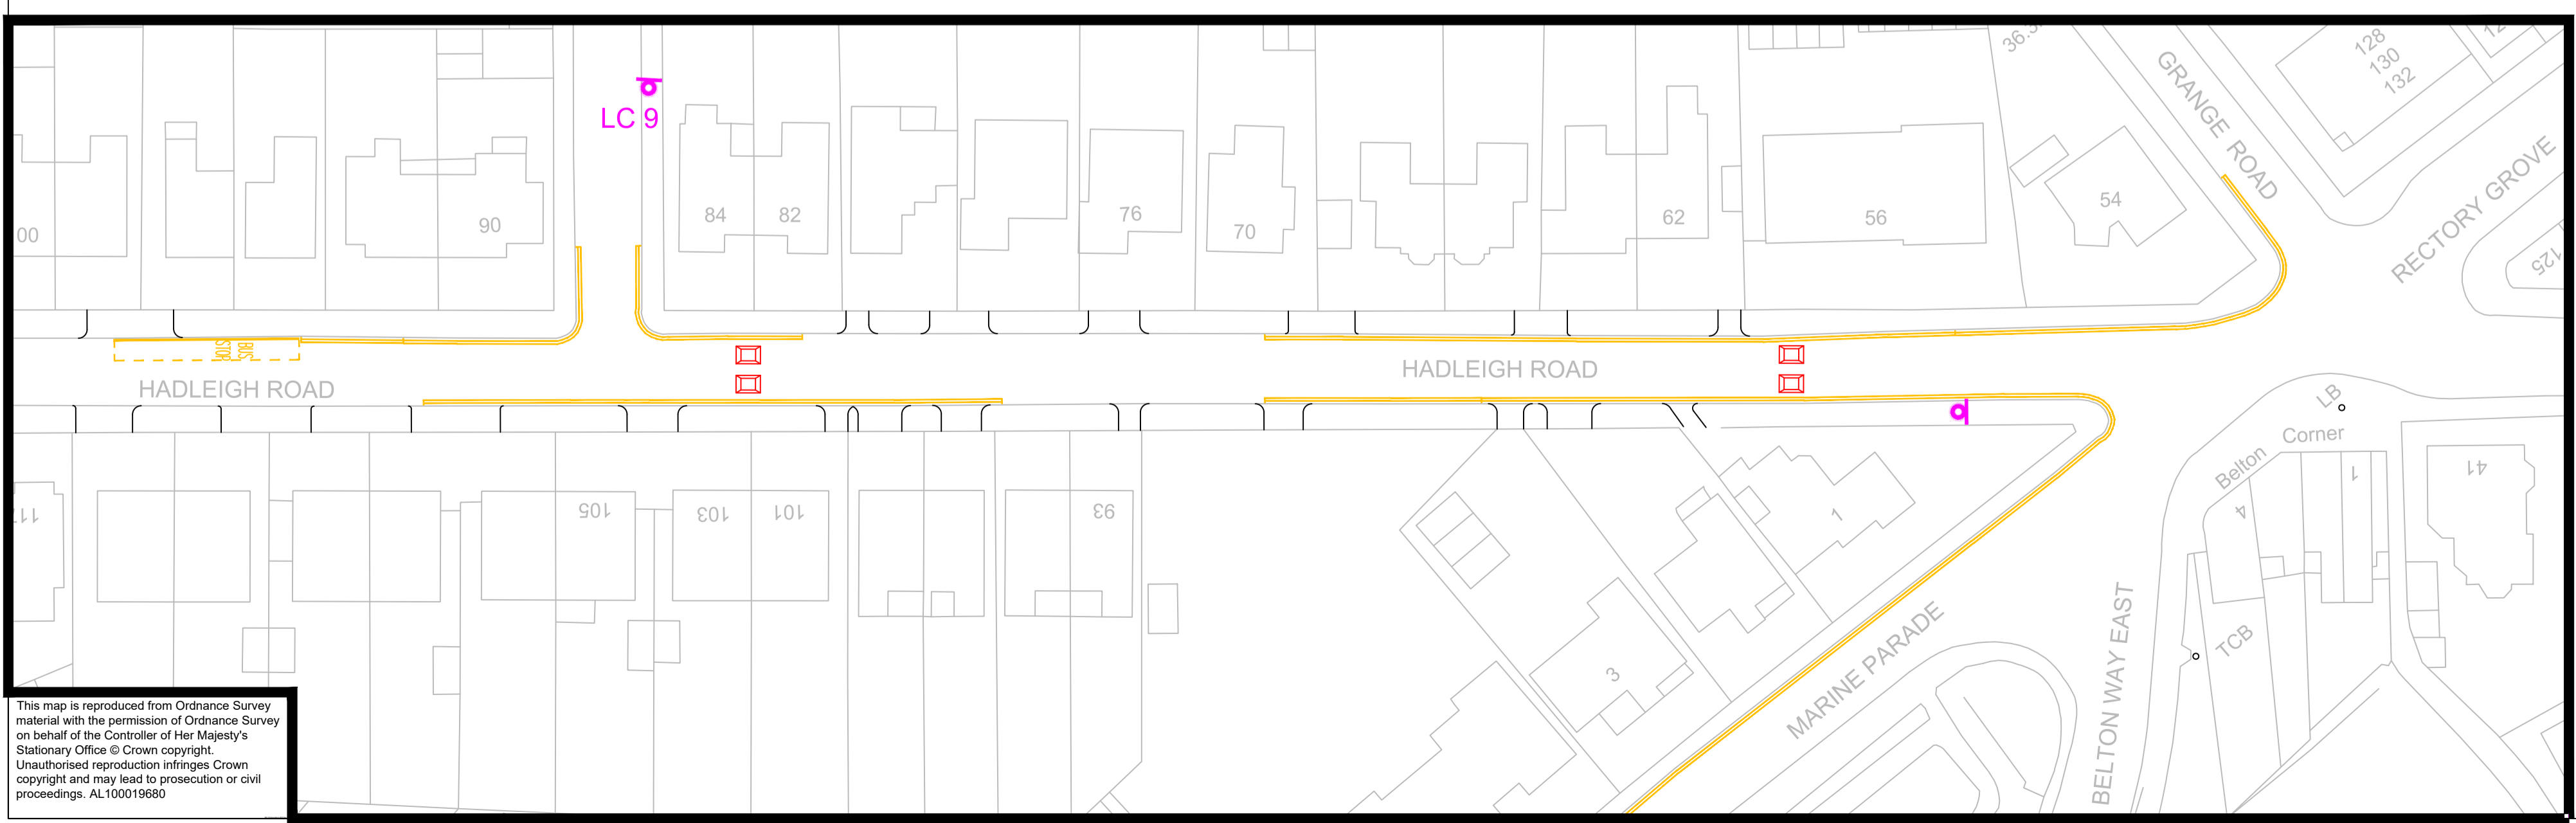 LC 9
GRANGE ROAD
128
130
132
RECTORY GROVE
125
00
90
84
82
76
70
62
56
54
BUS
STOP
HADLEIGH ROAD
HADLEIGH ROAD
LB
Belton
Corner
1
4
41
117
105
103
101
93
1
3
MARINE PARADE
BELTON WAY EAST
TCB
This map is reproduced from Ordnance Survey
material with the permission of Ordnance Survey
on behalf of the Controller of Her Majesty's
Stationary Office © Crown copyright.
Unauthorised reproduction infringes Crown
copyright and may lead to prosecution or civil
proceedings. AL100019680